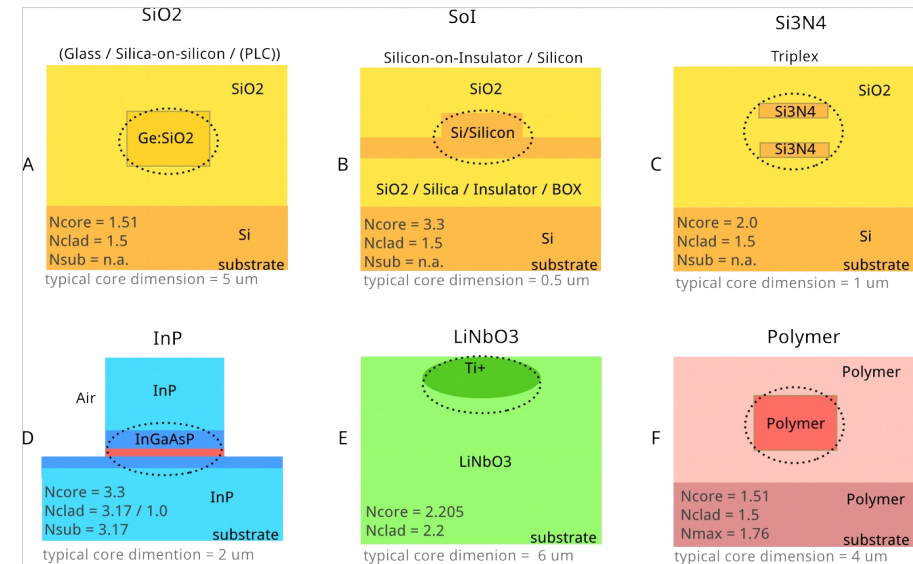 SiO2
(Glass / Silica-on-silicon / (PLC))
SiO2
Ge:SiO2
A
Ncore = 1.51
Nclad = 1.5
Nsub = n.a.
Si
substrate
typical core dimension = 5 um
SoI
Silicon-on-Insulator / Silicon
SiO2
Si/Silicon
B
SiO2 / Silica / Insulator / BOX
Ncore = 3.3
Nclad = 1.5
Nsub = n.a.
Si
substrate
typical core dimension = 0.5 um
Si3N4
Triplex
SiO2
Si3N4
Si3N4
C
Ncore = 2.0
Nclad = 1.5
Nsub = n.a.
Si
substrate
typical core dimension = 1 um
InP
InP
Air
InGaAsP
D
Ncore = 3.3
Nclad = 3.17 / 1.0
Nsub = 3.17
InP
substrate
typical core dimention = 2 um
LiNbO3
Ti+
E
LiNbO3
Ncore = 2.205
Nclad = 2.2
substrate
typical core dimenion = 6 um
Polymer
Polymer
Polymer
F
Ncore = 1.51
Nclad = 1.5
Nmax = 1.76
Polymer
substrate
typical core dimension = 4 um